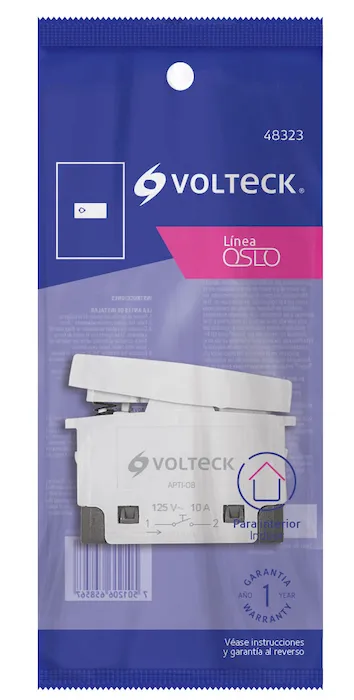 48323
VOLTECK®
Línea
OSLO
VOLTECK
APTI-OB
125 V~ 10 A
1 2
Para interior
GARANTIA
AÑO 1 YEAR
WARRANTY
Véase instrucciones
y garantía al reverso